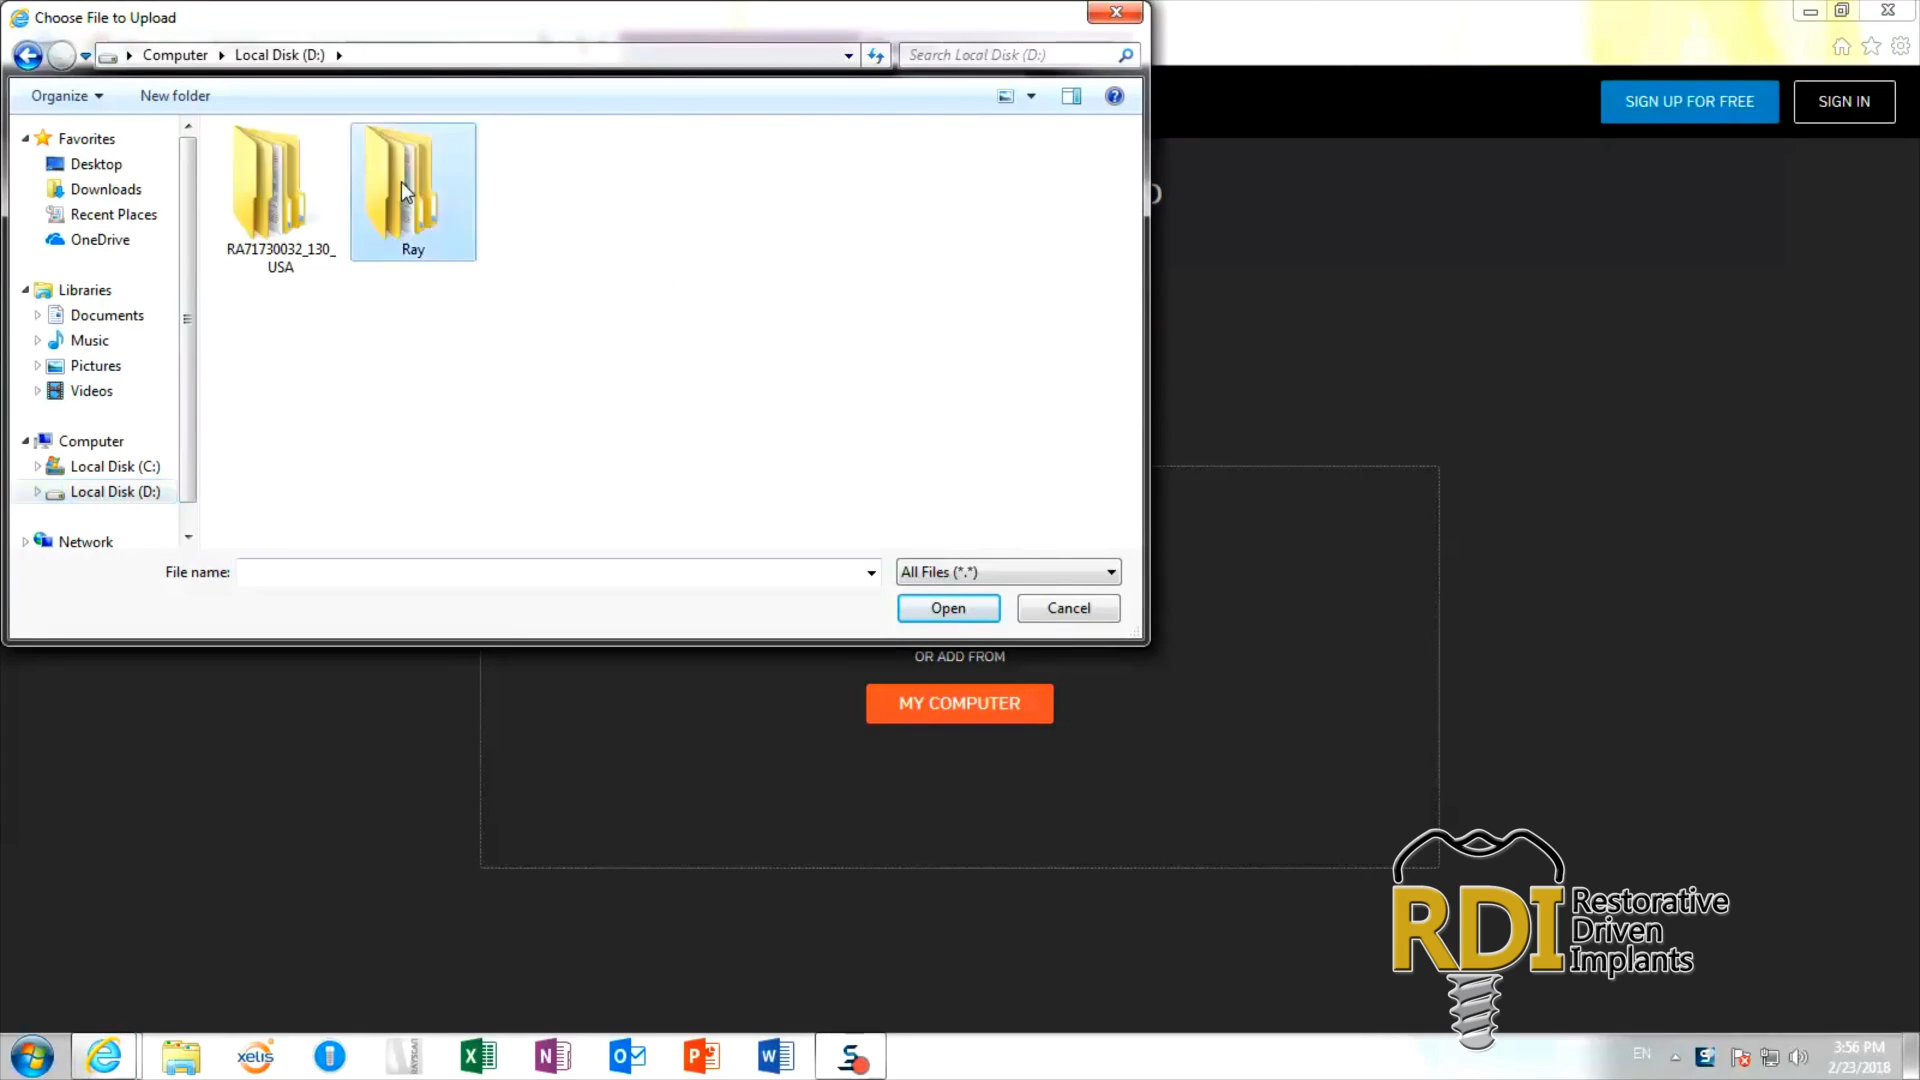 Choose File to Upload
Computer
Local Disk (D:)
Search Local Disk (D:)
Organize
New folder
SIGN UP FOR FREE
SIGN IN
Favorites
Desktop
Downloads
Recent Places
OneDrive
Libraries
Documents
Music
Pictures
Videos
Computer
Local Disk (C:)
Local Disk (D:)
Network
RA71730032_130_
USA
Ray
File name:
All Files (*.*)
Open
Cancel
OR ADD FROM
MY COMPUTER
RDI
Restorative
Driven
Implants
xelis
RAYSCAN
EN
3:56 PM
2/23/2018